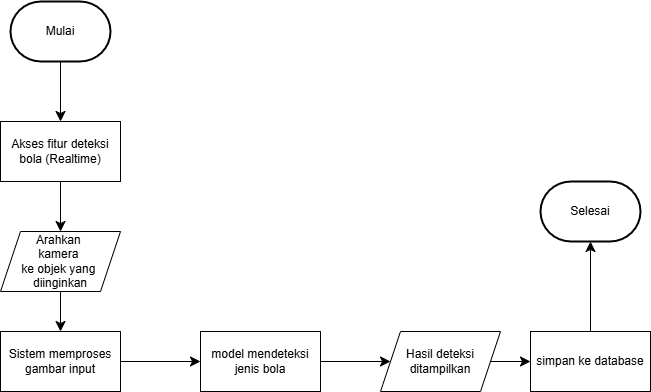 Mulai
Akses fitur deteksi
bola (Realtime)
Arahkan
kamera
ke objek yang
diinginkan
Sistem memproses
gambar input
model mendeteksi
jenis bola
Hasil deteksi
ditampilkan
simpan ke database
Selesai